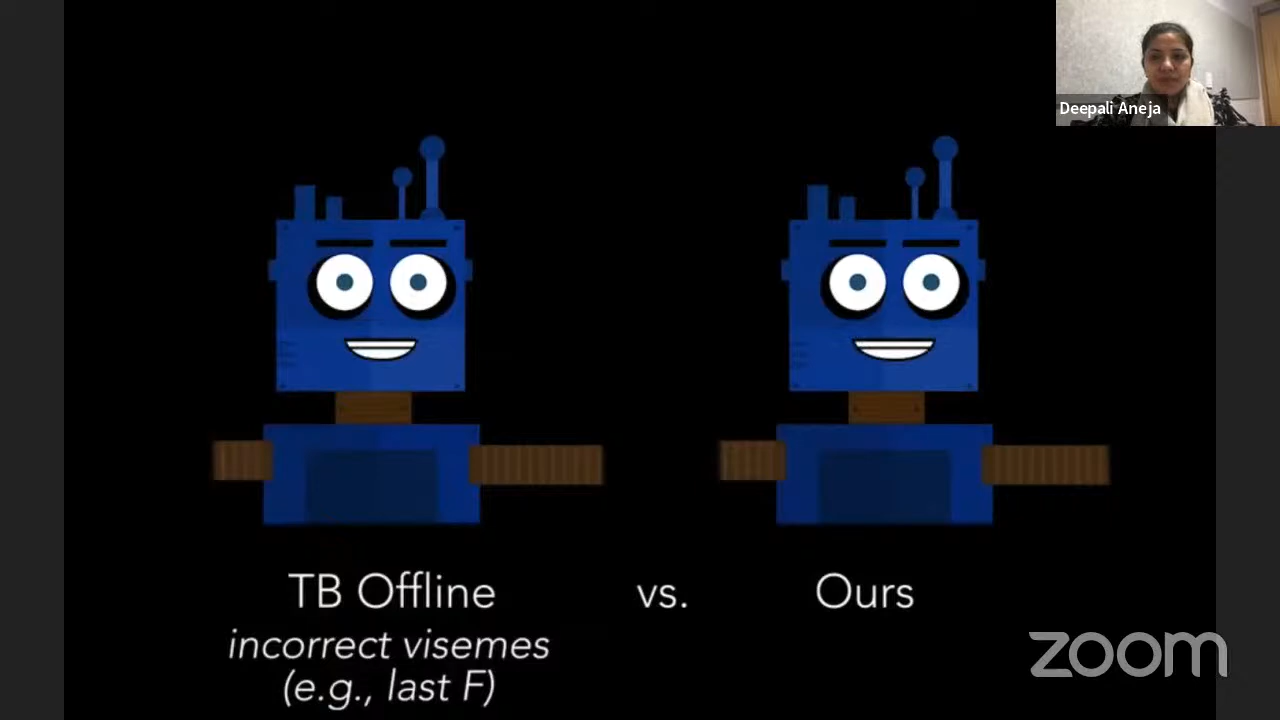 Deepali Aneja
TB Offline vs. Ours
incorrect visemes
(e.g., last F)
zoom